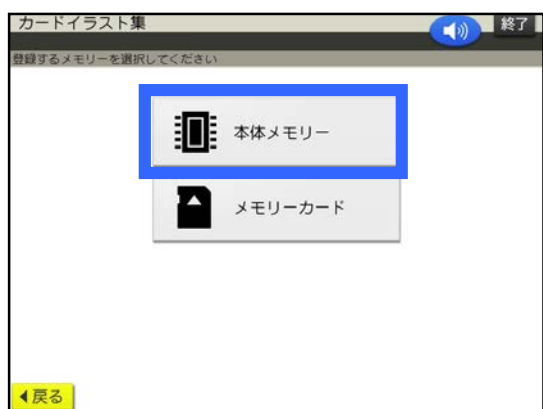 カードイラスト集
終了
登録するメモリーを選択してください
本体メモリー
メモリーカード
戻る